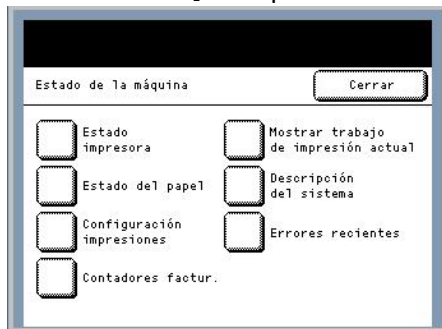 Estado de la máquina
Cerrar
Estado
impresora
Mostrar trabajo
de impresión actual
Estado del papel
Descripción
del sistema
Configuración
impresiones
Errores recientes
Contadores factur.